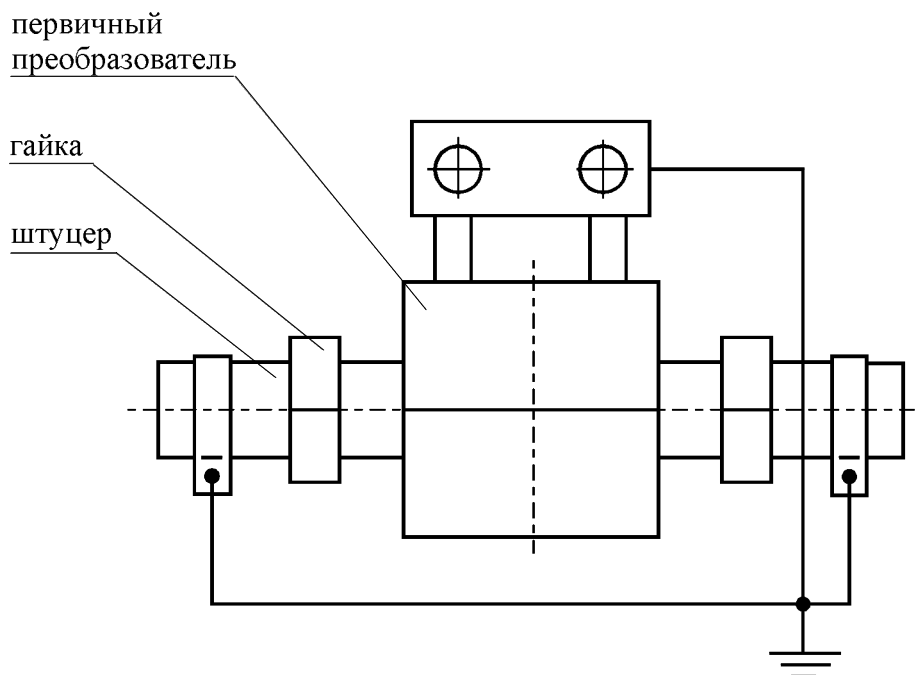 первичный
преобразователь
гайка
штуцер